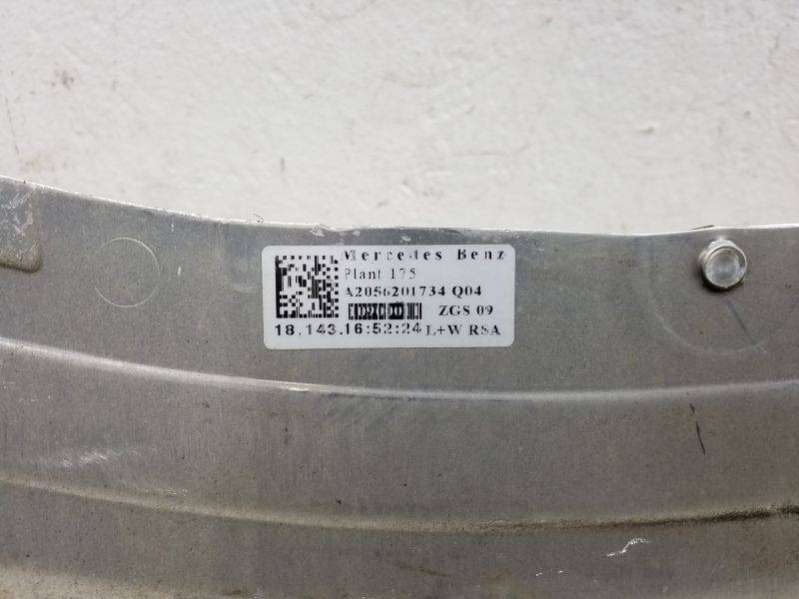 Mercedes Benz
Plant 175
A2056201734 Q04
ZGS 09
18.143.16:52:24 L+W RSA